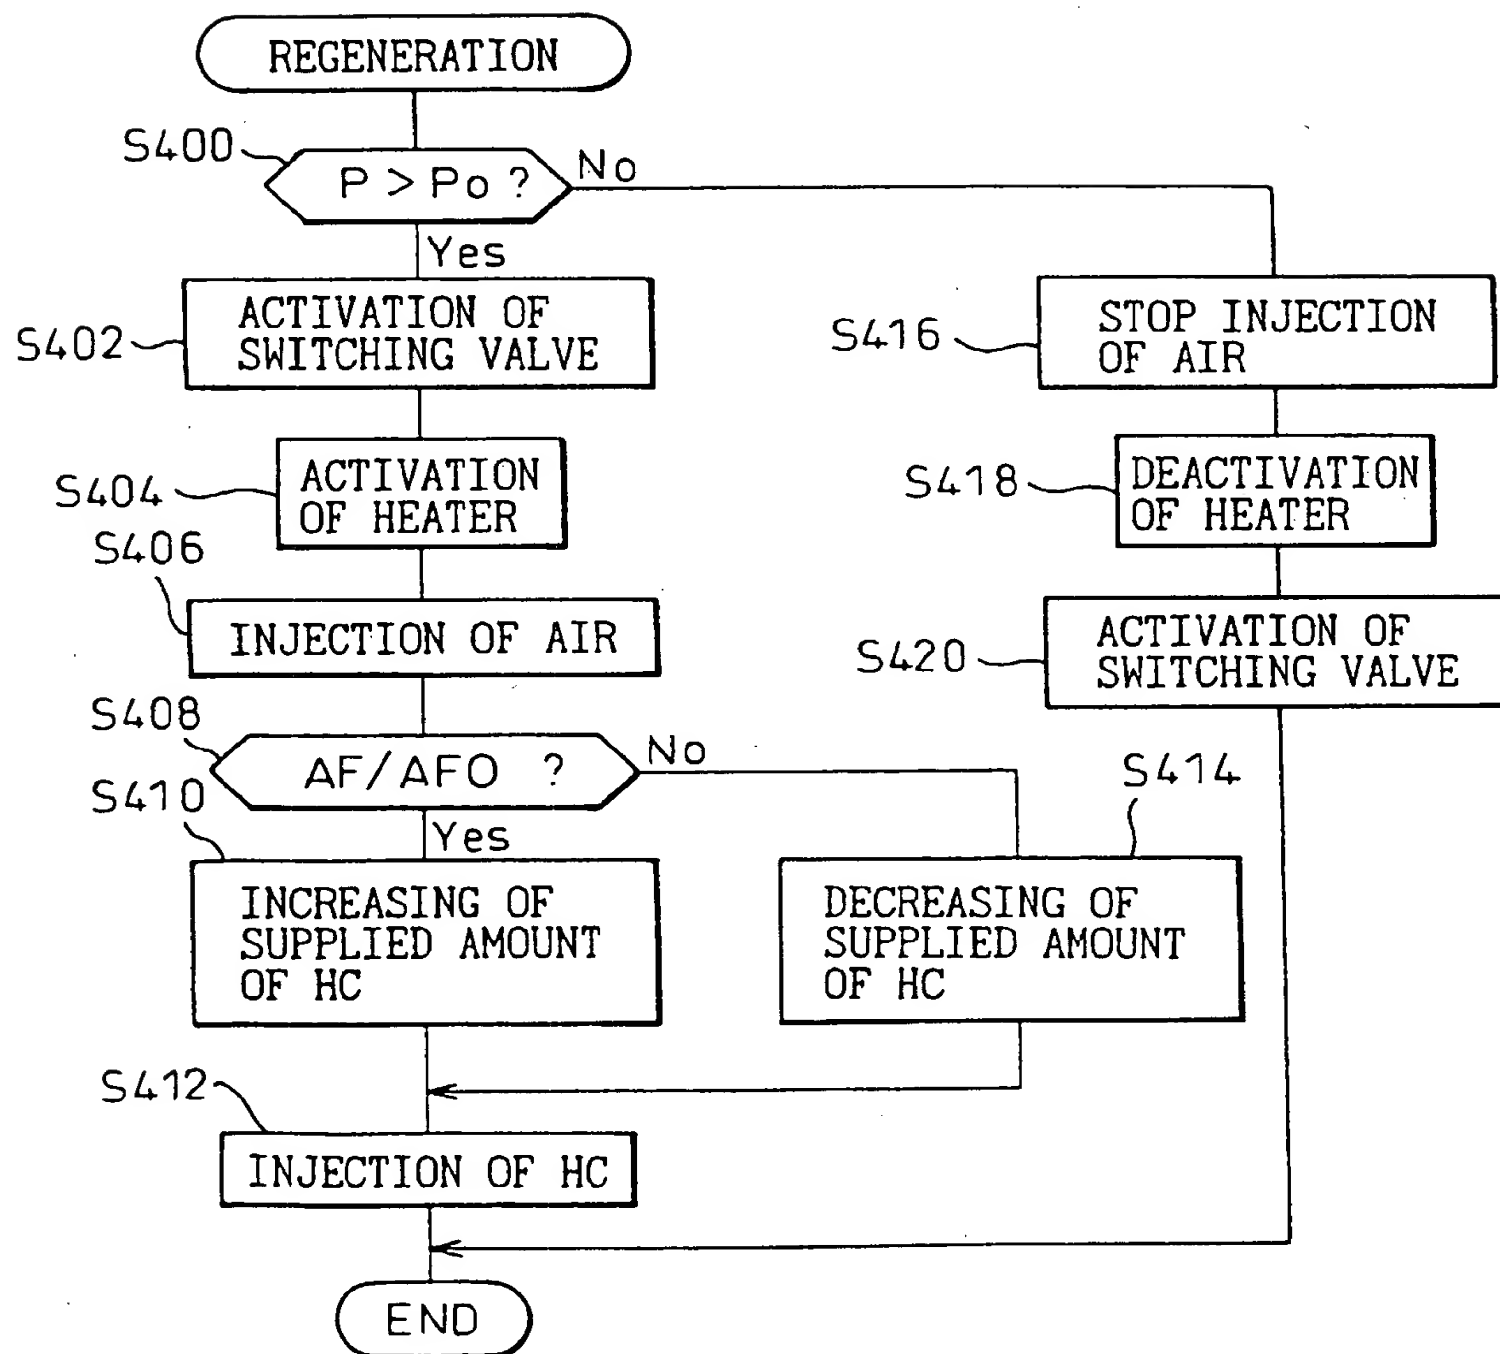 REGENERATION
S400
P > Po ?
No
Yes
S402
ACTIVATION OF
SWITCHING VALVE
S404
ACTIVATION
OF HEATER
S406
INJECTION OF AIR
S408
AF/AFO ?
No
Yes
S410
INCREASING OF
SUPPLIED AMOUNT
OF HC
S414
DECREASING OF
SUPPLIED AMOUNT
OF HC
S412
INJECTION OF HC
END
S416
STOP INJECTION
OF AIR
S418
DEACTIVATION
OF HEATER
S420
ACTIVATION OF
SWITCHING VALVE